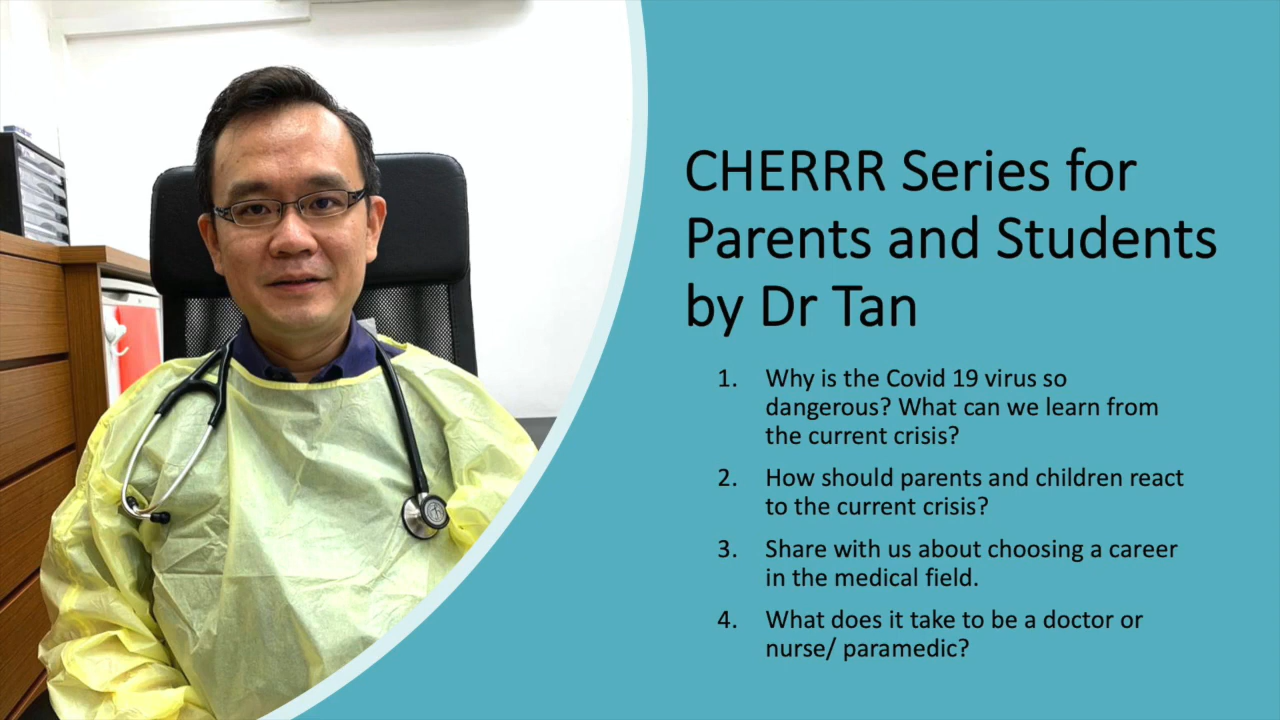 CHERRR Series for
Parents and Students
by Dr Tan
1. Why is the Covid 19 virus so
dangerous? What can we learn from
the current crisis?
2. How should parents and children react
to the current crisis?
3. Share with us about choosing a career
in the medical field.
4. What does it take to be a doctor or
nurse/ paramedic?